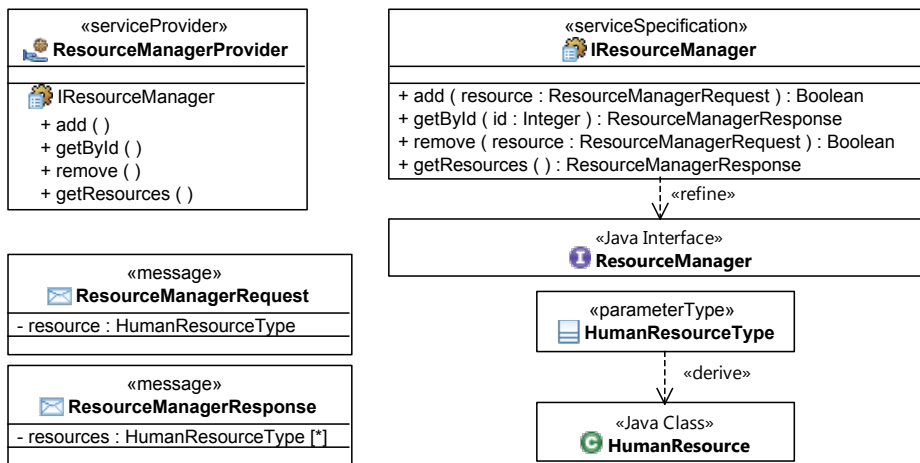 «serviceProvider»
ResourceManagerProvider
IResourceManager
+ add ( )
+ getById ( )
+ remove ( )
+ getResources ( )
«serviceSpecification»
IResourceManager
+ add ( resource : ResourceManagerRequest ) : Boolean
+ getById ( id : Integer ) : ResourceManagerResponse
+ remove ( resource : ResourceManagerRequest ) : Boolean
+ getResources ( ) : ResourceManagerResponse
«refine»
«Java Interface»
I
ResourceManager
«message»
ResourceManagerRequest
- resource : HumanResourceType
«parameterType»
HumanResourceType
«derive»
«message»
ResourceManagerResponse
- resources : HumanResourceType [*]
«Java Class»
C
HumanResource